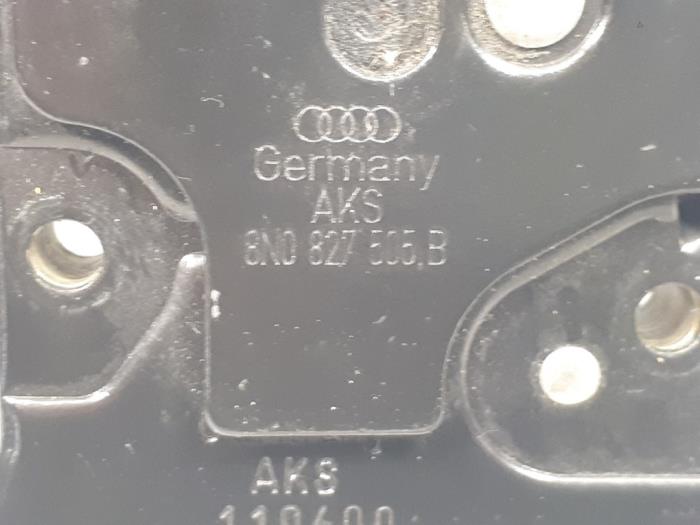 Germany
AKS
8N0 827 505.B
AKS